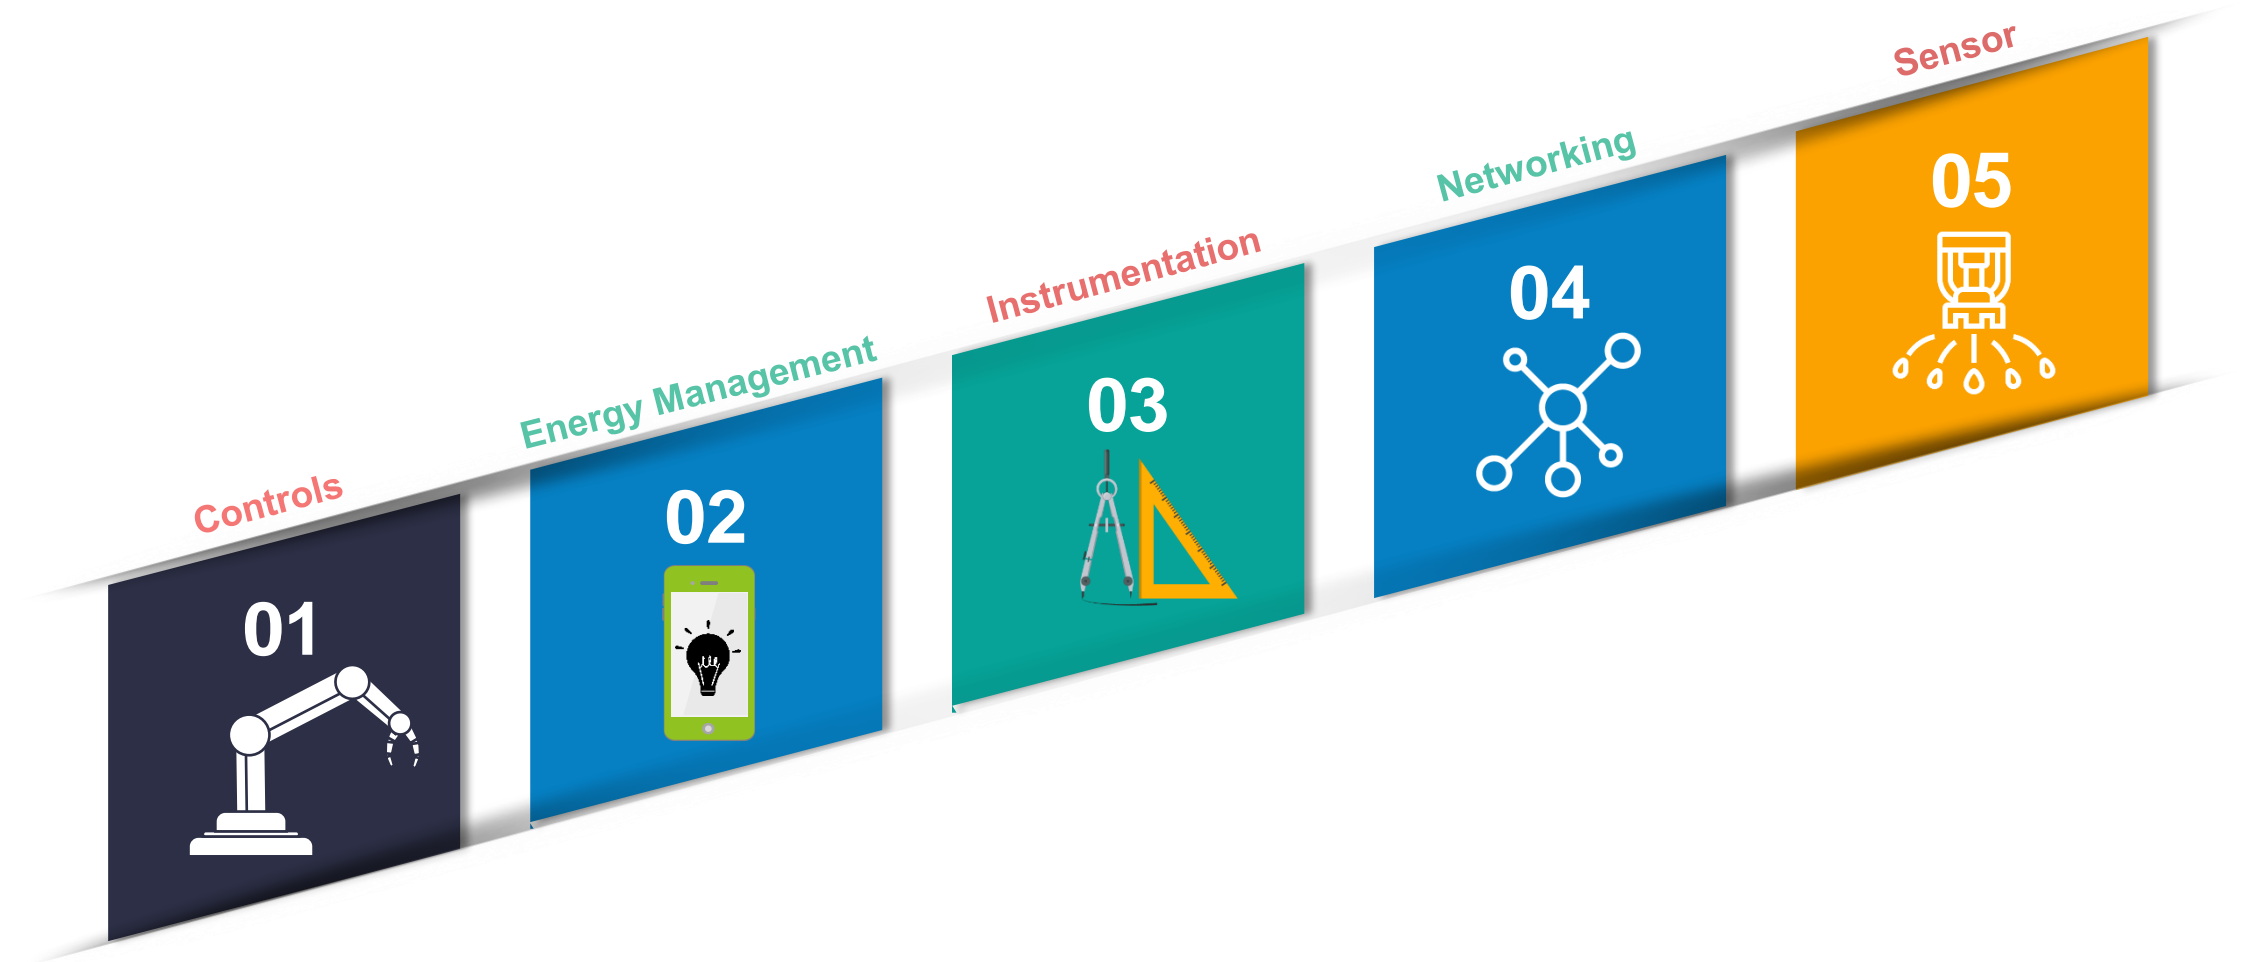 Controls
01
Energy Management
02
Instrumentation
03
Networking
04
Sensor
05